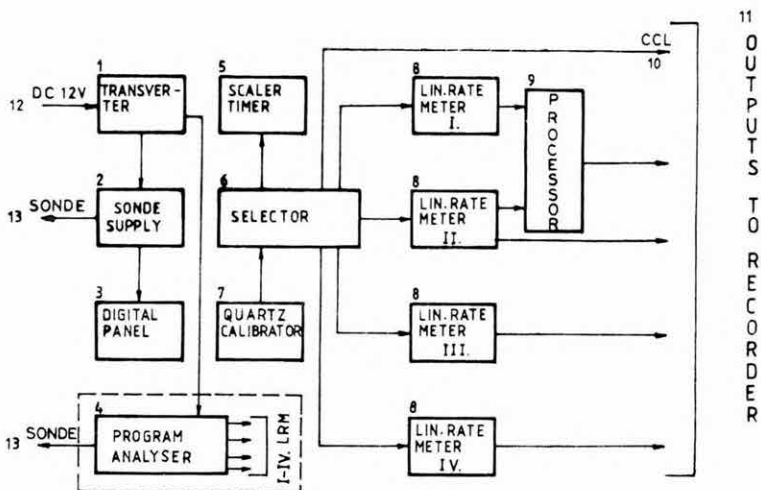 1
TRANSVER-
TER
12 DC 12V
2
SONDE
SUPPLY
13 SONDE
3
DIGITAL
PANEL
4
PROGRAM
ANALYSER
13 SONDE
I-IV. LRM
5
SCALER
TIMER
6
SELECTOR
7
QUARTZ
CALIBRATOR
8
LIN.RATE
METER
I.
8
LIN.RATE
METER
II.
8
LIN.RATE
METER
III.
8
LIN.RATE
METER
IV.
9
PROCESSOR
CCL
10
11
OUTPUTS TO RECORDER